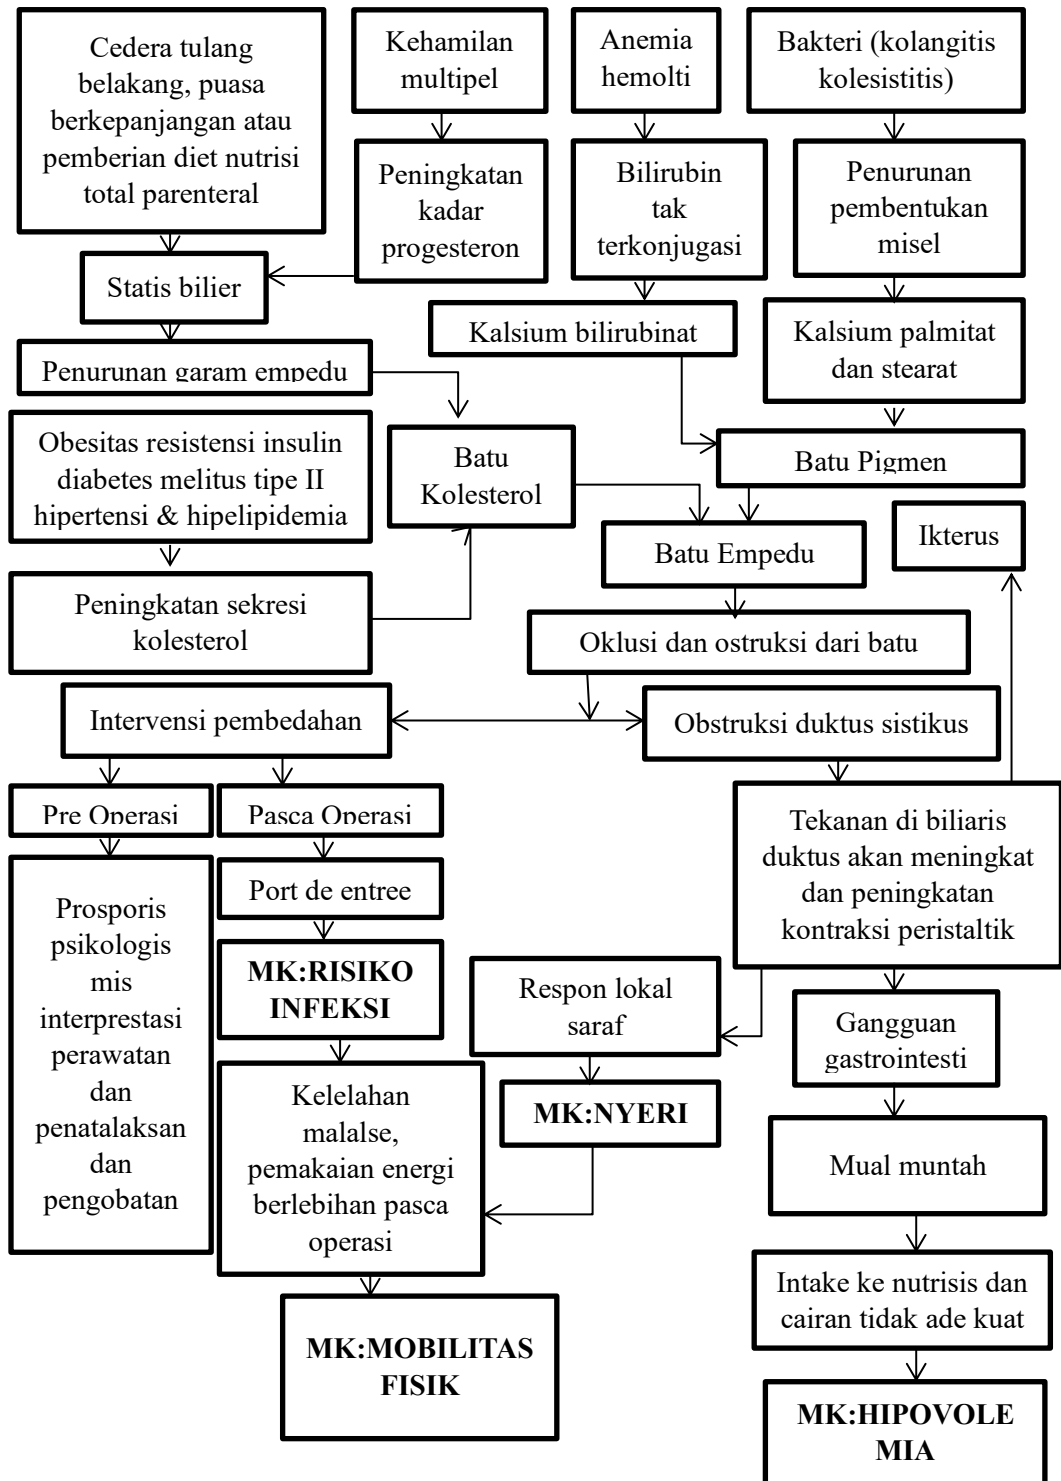 Cedera tulang
belakang, puasa
berkepanjangan atau
pemberian diet nutrisi
total parenteral
Kehamilan
multipel
Anemia
hemolti
Bakteri (kolangitis
kolesistitis)
Peningkatan
kadar
progesteron
Bilirubin
tak
terkonjugasi
Penurunan
pembentukan
misel
Statis bilier
Kalsium bilirubinat
Kalsium palmitat
dan stearat
Penurunan garam empedu
Obesitas resistensi insulin
diabetes melitus tipe II
hipertensi & hipelipidemia
Batu
Kolesterol
Batu Pigmen
Batu Empedu
Ikterus
Peningkatan sekresi
kolesterol
Oklusi dan ostruksi dari batu
Intervensi pembedahan
Obstruksi duktus sistikus
Pre Operasi
Pasca Operasi
Tekanan di biliaris
duktus akan meningkat
dan peningkatan
kontraksi peristaltik
Prosporis
psikologis
mis
interprestasi
perawatan
dan
penatalaksan
dan
pengobatan
Port de entree
MK:RISIKO
INFEKSI
Respon lokal
saraf
Gangguan
gastrointesti
Kelelahan
malalse,
pemakaian energi
berlebihan pasca
operasi
MK:NYERI
Mual muntah
Intake ke nutrisis dan
cairan tidak ade kuat
MK:MOBILITAS
FISIK
MK:HIPOVOLE
MIA